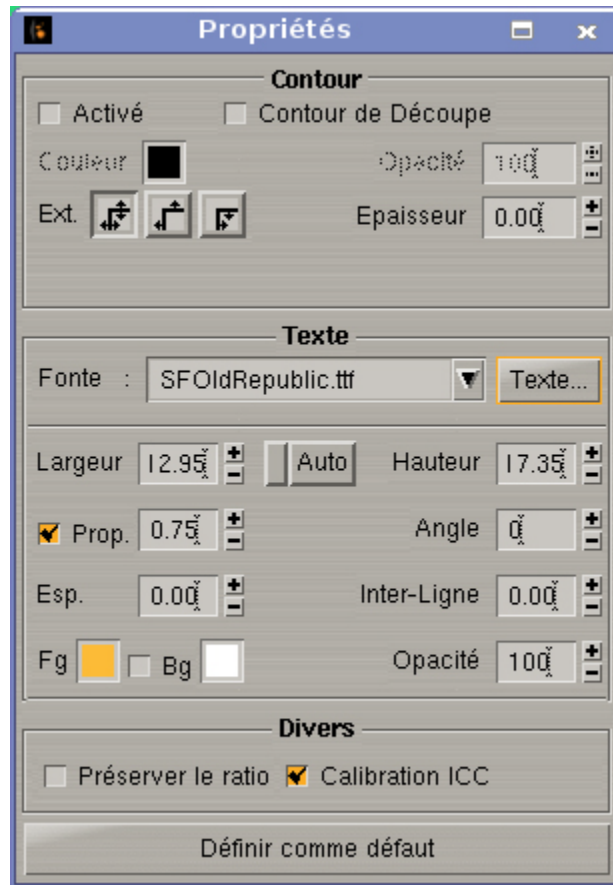 Propriétés
Contour
Activé Contour de Découpe
Couleur Opacité 100
Ext. Epaisseur 0.00
Texte
Fonte : SFOldRepublic.ttf Texte...
Largeur 12.95 Auto Hauteur 17.35
Prop. 0.75 Angle 0
Esp. 0.00 Inter-Ligne 0.00
Fg Bg Opacité 100
Divers
Préserver le ratio Calibration ICC
Définir comme défaut